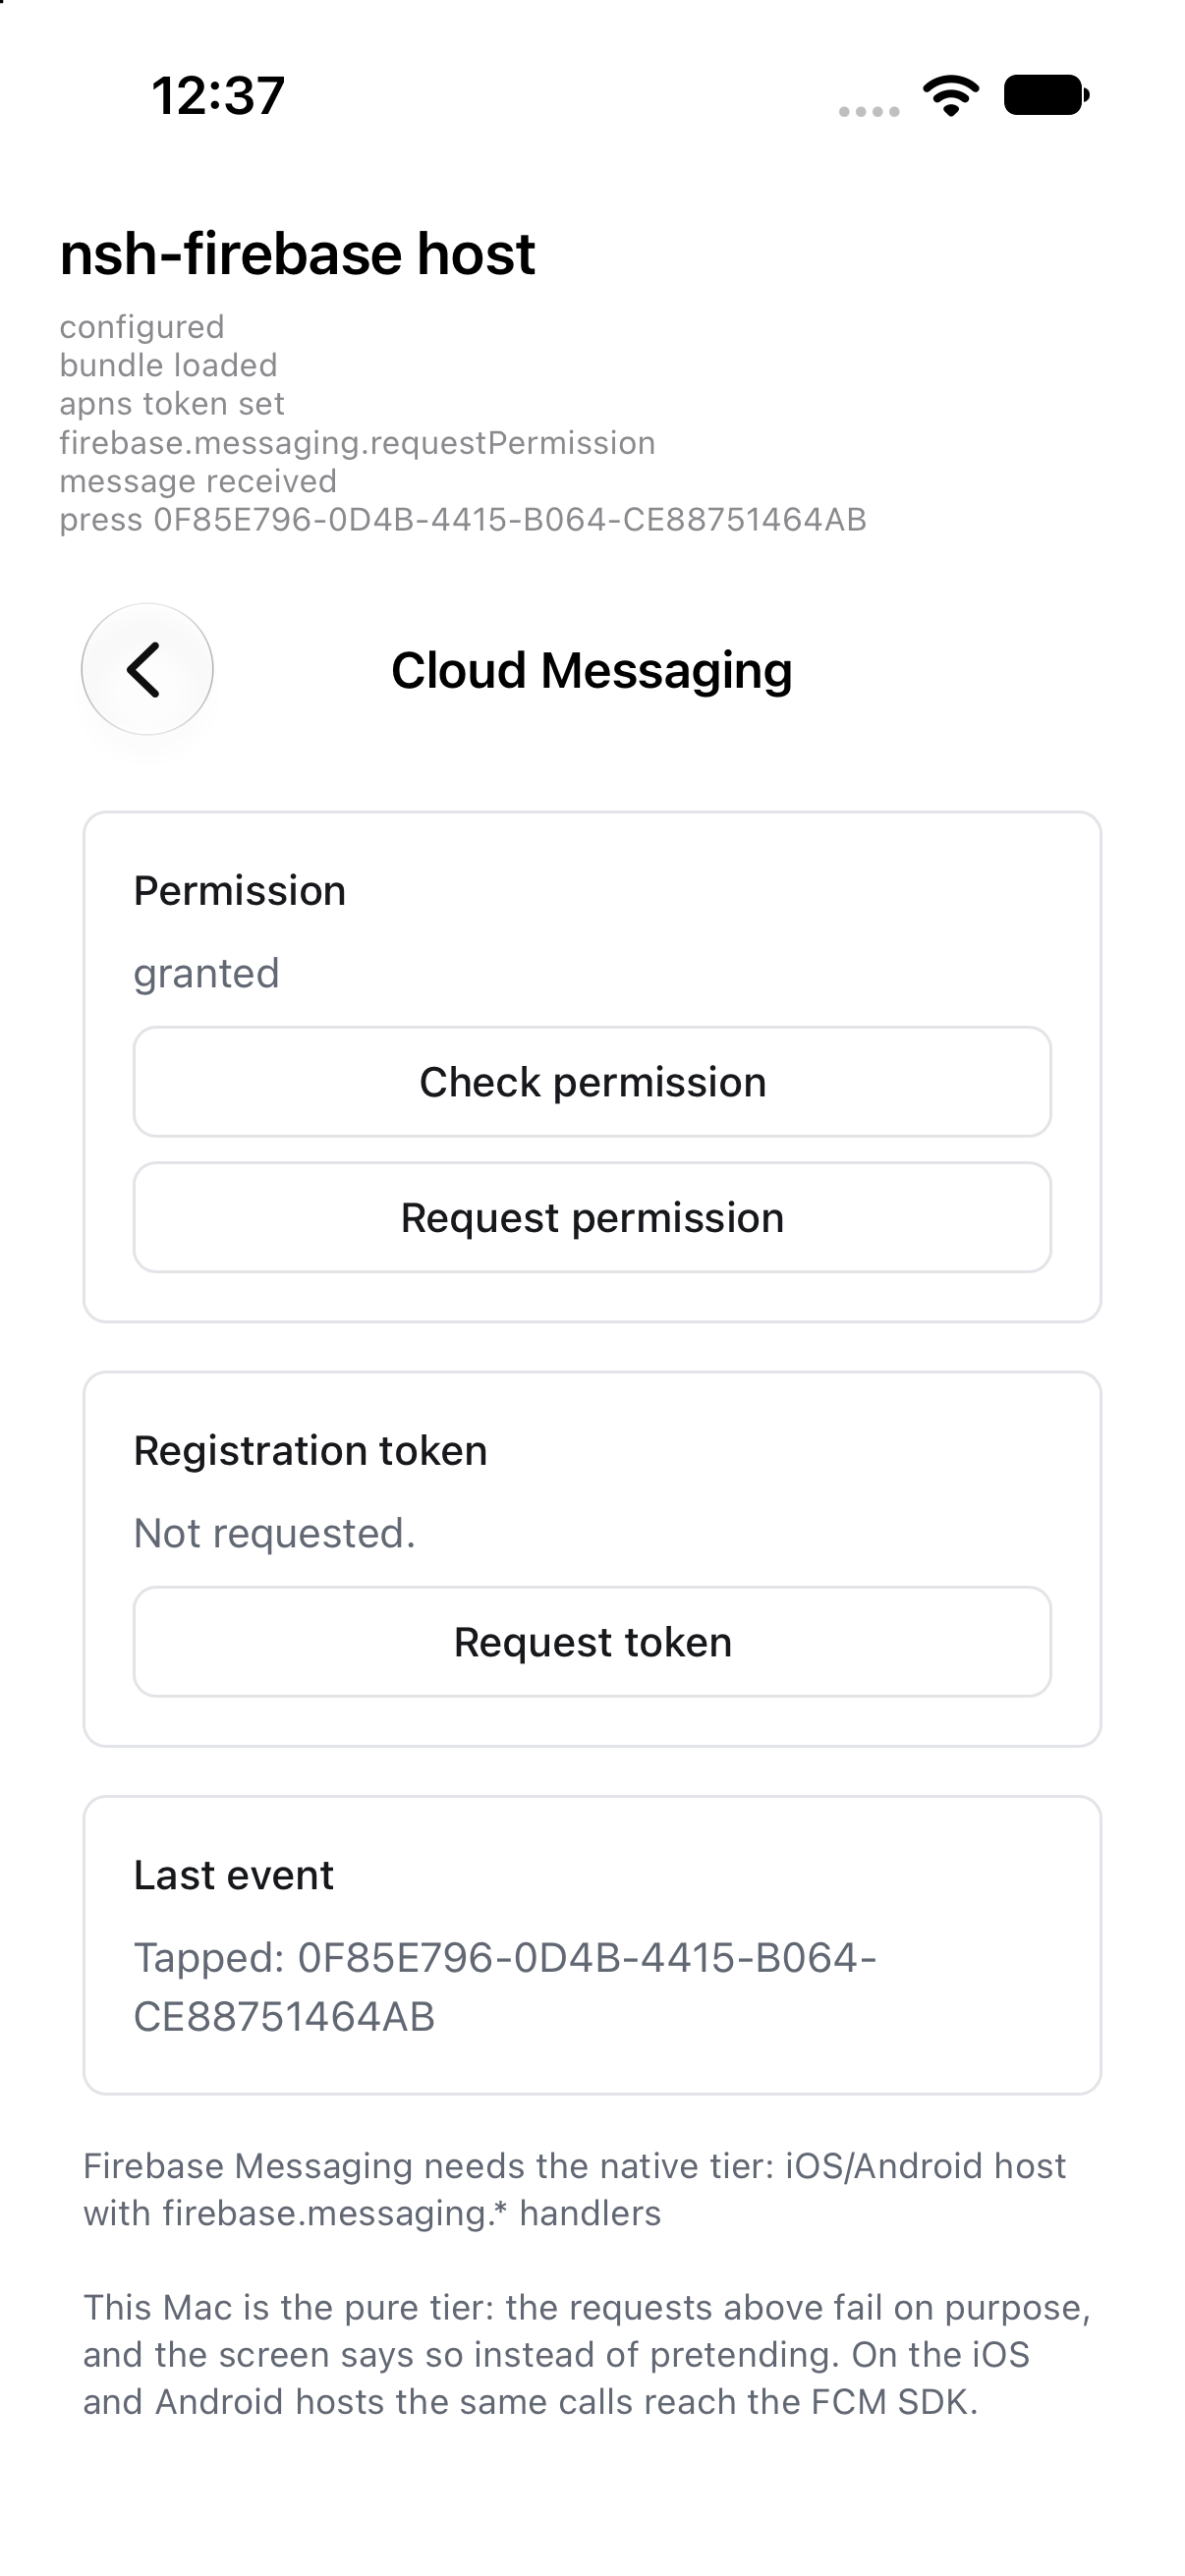 12:37
nsh-firebase host
configured
bundle loaded
apns token set
firebase.messaging.requestPermission
message received
press 0F85E796-0D4B-4415-B064-CE88751464AB
Cloud Messaging
Permission
granted
Check permission
Request permission
Registration token
Not requested.
Request token
Last event
Tapped: 0F85E796-0D4B-4415-B064-
CE88751464AB
Firebase Messaging needs the native tier: iOS/Android host
with firebase.messaging.* handlers
This Mac is the pure tier: the requests above fail on purpose,
and the screen says so instead of pretending. On the iOS
and Android hosts the same calls reach the FCM SDK.